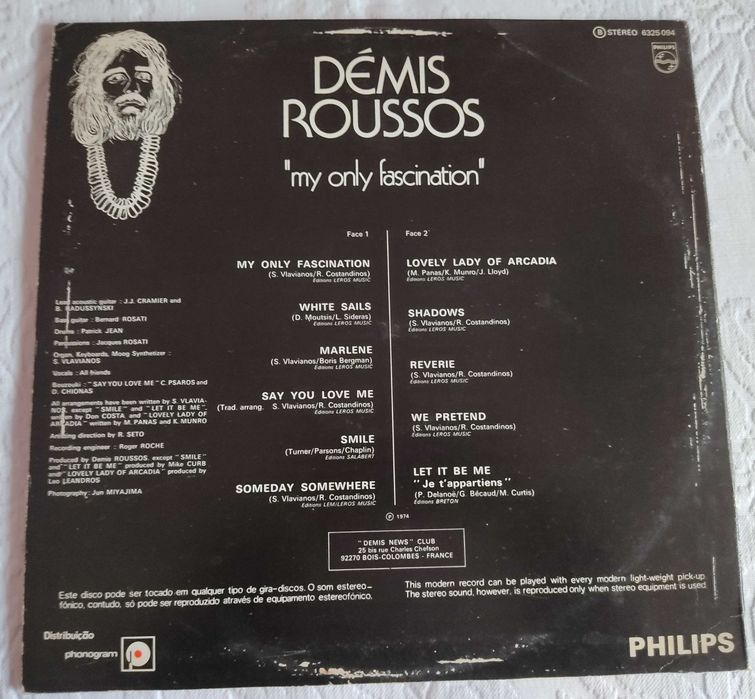 B STEREO 6325 094
PHILIPS
DÉMIS
ROUSSOS
"my only fascination"
Face 1
MY ONLY FASCINATION
(S. Vlavianos/R. Costandinos)
Editions LEROS MUSIC
WHITE SAILS
(D. Moutsis/L. Sideras)
Editions LEROS MUSIC
MARLENE
(S. Vlavianos/Boris Bergman)
Editions LEROS MUSIC
SAY YOU LOVE ME
(Trad. arrang. S. Vlavianos/R. Costandinos)
Editions LEROS MUSIC
SMILE
(Turner/Parsons/Chaplin)
Editions SALABERT
SOMEDAY SOMEWHERE
(S. Vlavianos/R. Costandinos)
Editions LEM/LEROS MUSIC
Face 2
LOVELY LADY OF ARCADIA
(M. Panas/K. Munro/J. Lloyd)
Editions LEROS MUSIC
SHADOWS
(S. Vlavianos/R. Costandinos)
Editions LEROS MUSIC
REVERIE
(S. Vlavianos/R. Costandinos)
Editions LEROS MUSIC
WE PRETEND
(S. Vlavianos/R. Costandinos)
Editions LEROS MUSIC
LET IT BE ME
"Je t'appartiens"
(P. Delanoë/G. Bécaud/M. Curtis)
Editions BRETON
Lead acoustic guitar : J.J. CRAMIER and
B. RADUSSYNSKI
Bass guitar : Bernard ROSATI
Drums : Patrick JEAN
Percussions : Jacques ROSATI
Organ, Keyboards, Moog Synthetizer :
S. VLAVIANOS
Vocals : All friends
Bouzouki : "SAY YOU LOVE ME" C. PSAROS and
D. CHIONAS
All arrangements have been written by S. VLAVIA-
NOS, except "SMILE" and "LET IT BE ME",
written by Don COSTA and "LOVELY LADY OF
ARCADIA" written by M. PANAS and K. MUNRO
direction by R. SETO
Recording engineer : Roger ROCHE
Produced by Demis ROUSSOS, except "SMILE"
and "LET IT BE ME" produced by Mike CURB
and "LOVELY LADY OF ARCADIA" produced by
Leo LEANDROS
Photography : Jun MIYAJIMA
℗ 1974
"DEMIS NEWS" CLUB
25 bis rue Charles Chefson
92270 BOIS-COLOMBES - FRANCE
Este disco pode ser tocado em qualquer tipo de gira-discos. O som estereo-
fónico, contudo, só pode ser reproduzido através de equipamento estereofónico.
This modern record can be played with every modern light-weight pick-up.
The stereo sound, however, is reproduced only when stereo equipment is used
Distribuição
phonogram
PHILIPS